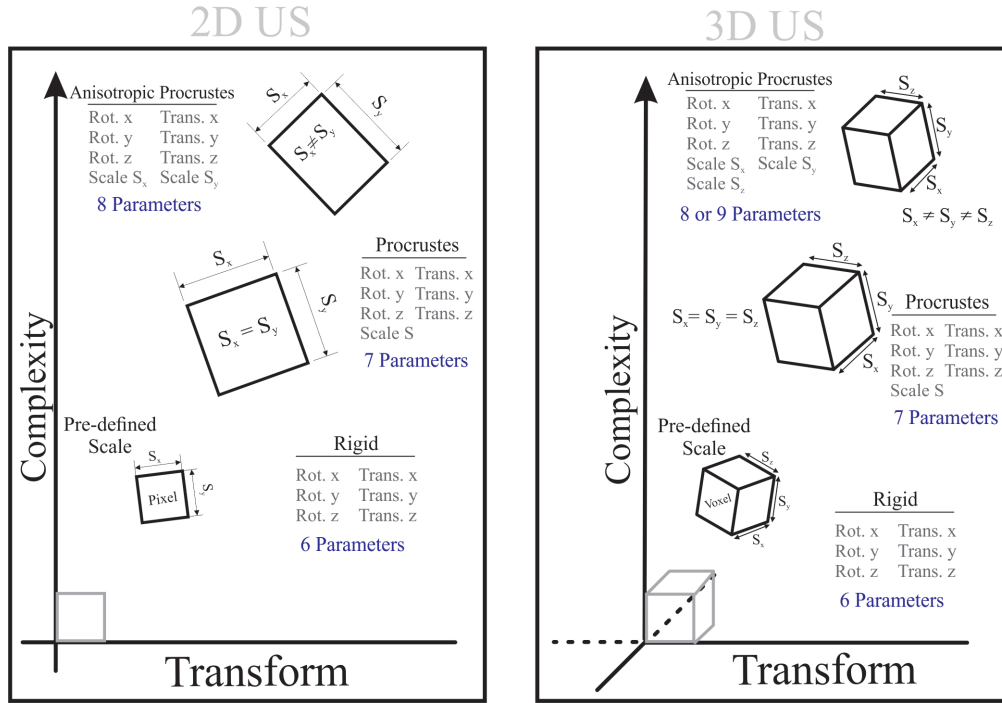 2D US
Anisotropic Procrustes
Rot. x Trans. x
Rot. y Trans. y
Rot. z Trans. z
Scale Sx Scale Sy
8 Parameters
Sx
Sy
Sx ≠ Sy
Procrustes
Rot. x Trans. x
Rot. y Trans. y
Rot. z Trans. z
Scale S
7 Parameters
Sx
Sy
Sx = Sy
Pre-defined
Scale
Sx
Sy
Pixel
Rigid
Rot. x Trans. x
Rot. y Trans. y
Rot. z Trans. z
6 Parameters
Complexity
Transform
3D US
Anisotropic Procrustes
Rot. x Trans. x
Rot. y Trans. y
Rot. z Trans. z
Scale Sx Scale Sy
Scale Sz
8 or 9 Parameters
Sz
Sy
Sx
Sx ≠ Sy ≠ Sz
Sx = Sy = Sz
Sz
Sy
Sx
Procrustes
Rot. x Trans. x
Rot. y Trans. y
Rot. z Trans. z
Scale S
7 Parameters
Pre-defined
Scale
Sz
Sy
Sx
Voxel
Rigid
Rot. x Trans. x
Rot. y Trans. y
Rot. z Trans. z
6 Parameters
Complexity
Transform